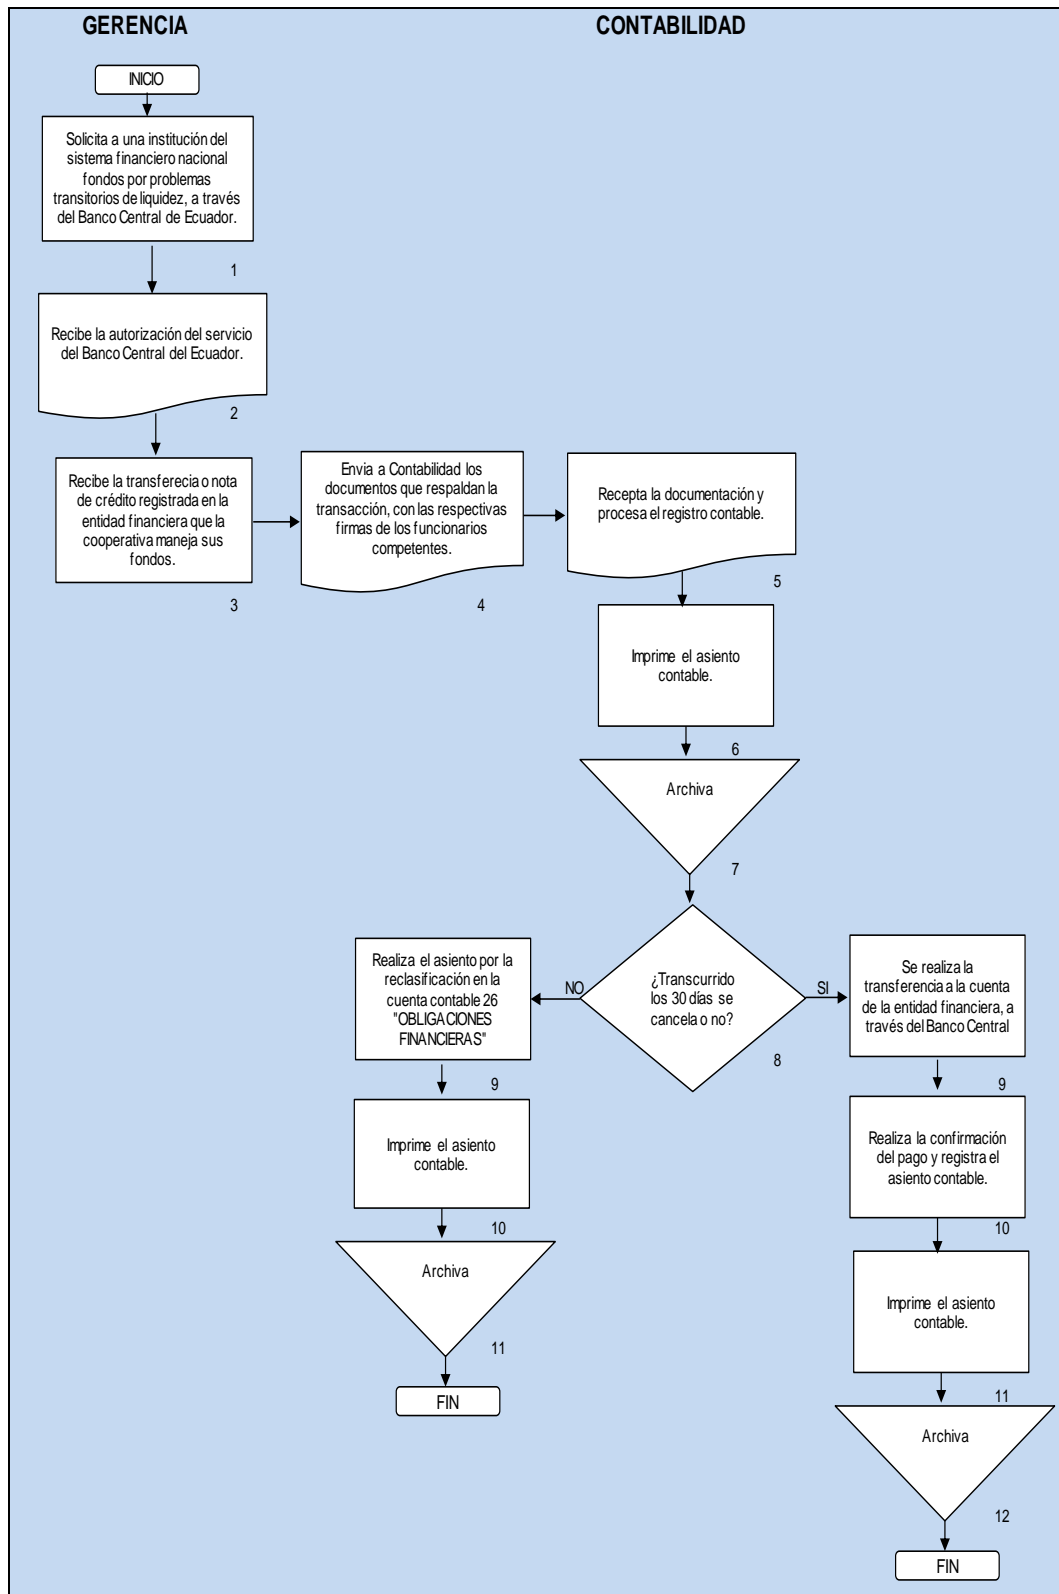 GERENCIA
CONTABILIDAD
INICIO
Solicita a una institución del
sistema financiero nacional
fondos por problemas
transitorios de liquidez, a través
del Banco Central de Ecuador.
1
Recibe la autorización del servicio
del Banco Central del Ecuador.
2
Recibe la transferecia o nota
de crédito registrada en la
entidad financiera que la
cooperativa maneja sus
fondos.
3
Envia a Contabilidad los
documentos que respaldan la
transacción, con las respectivas
firmas de los funcionarios
competentes.
4
Recepta la documentación y
procesa el registro contable.
5
Imprime el asiento
contable.
6
Archiva
7
¿Transcurrido
los 30 días se
cancela o no?
8
NO
SI
Realiza el asiento por la
reclasificación en la
cuenta contable 26
"OBLIGACIONES
FINANCIERAS"
9
Imprime el asiento
contable.
10
Archiva
11
FIN
Se realiza la
transferencia a la cuenta
de la entidad financiera, a
través del Banco Central
9
Realiza la confirmación
del pago y registra el
asiento contable.
10
Imprime el asiento
contable.
11
Archiva
12
FIN